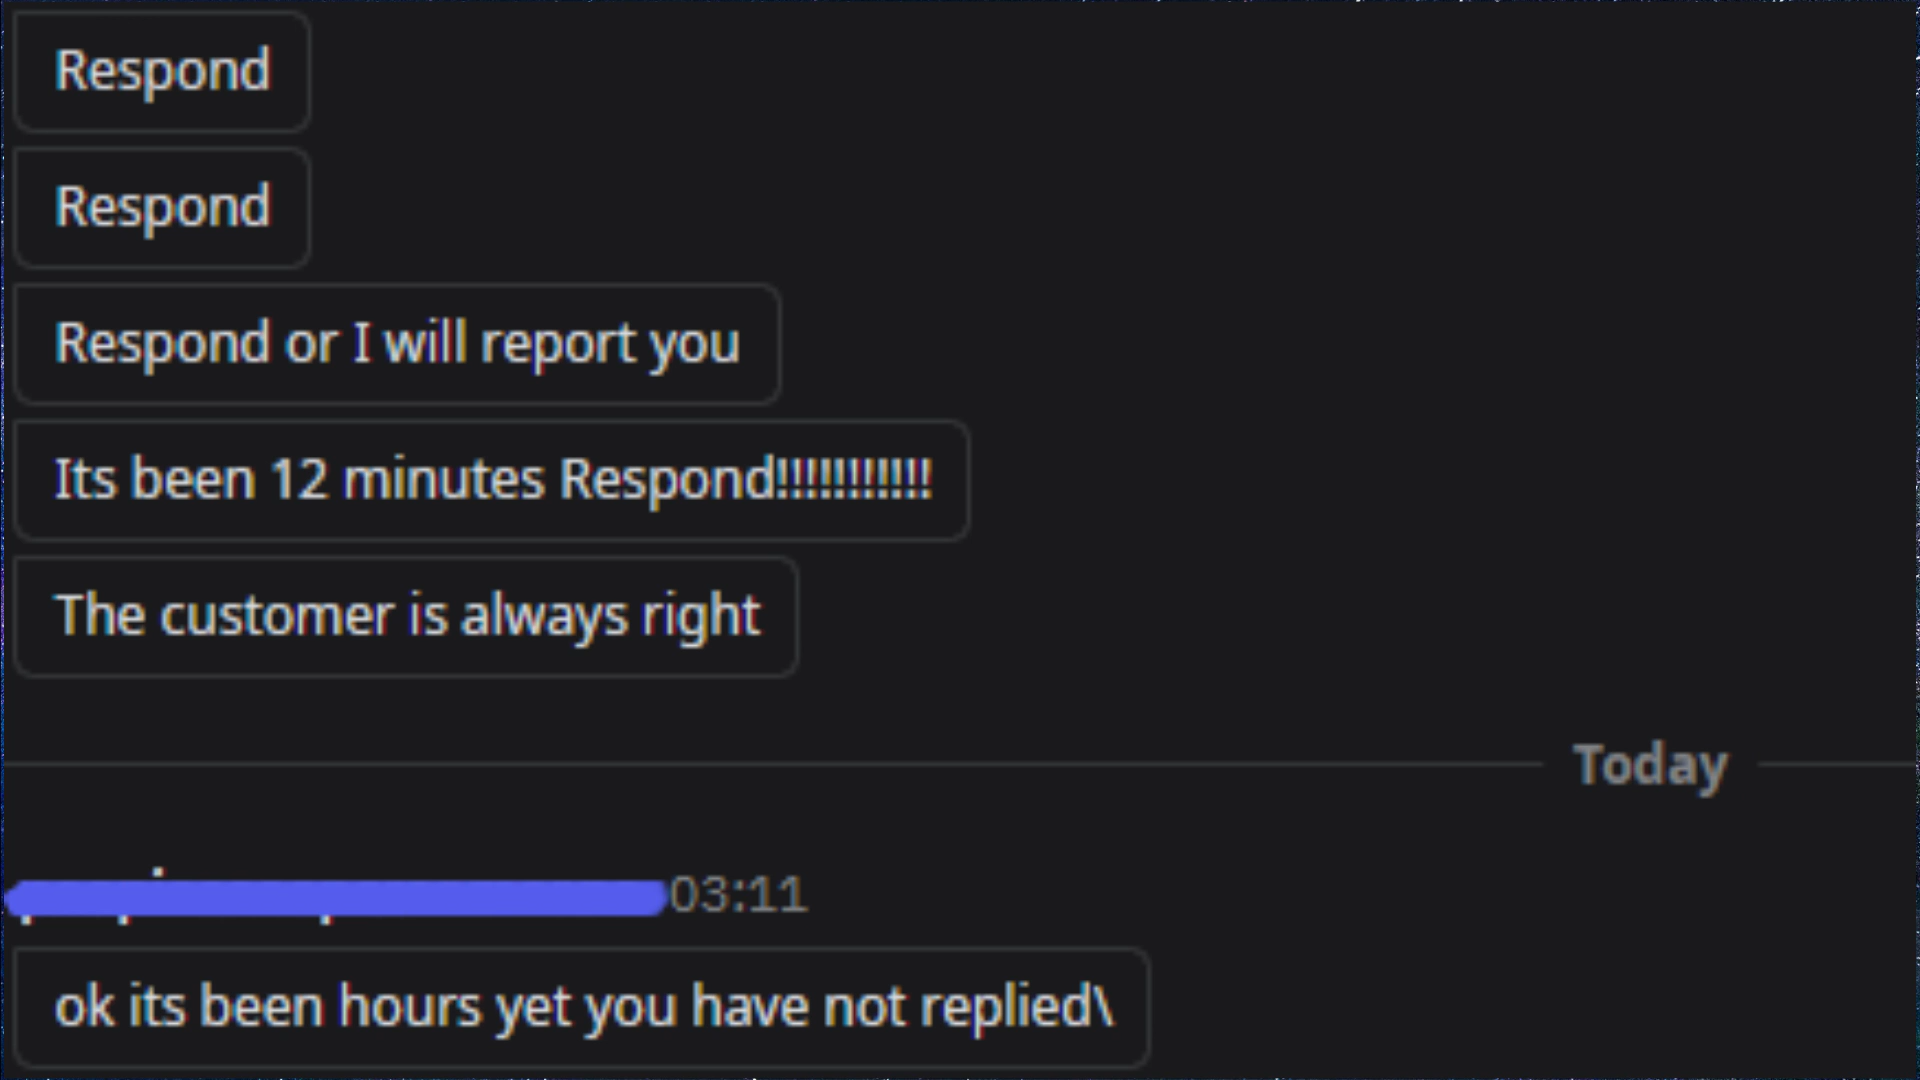 Respond
Respond
Respond or I will report you
Its been 12 minutes Respond!!!!!!!!!!!
The customer is always right
Today
03:11
ok its been hours yet you have not replied\